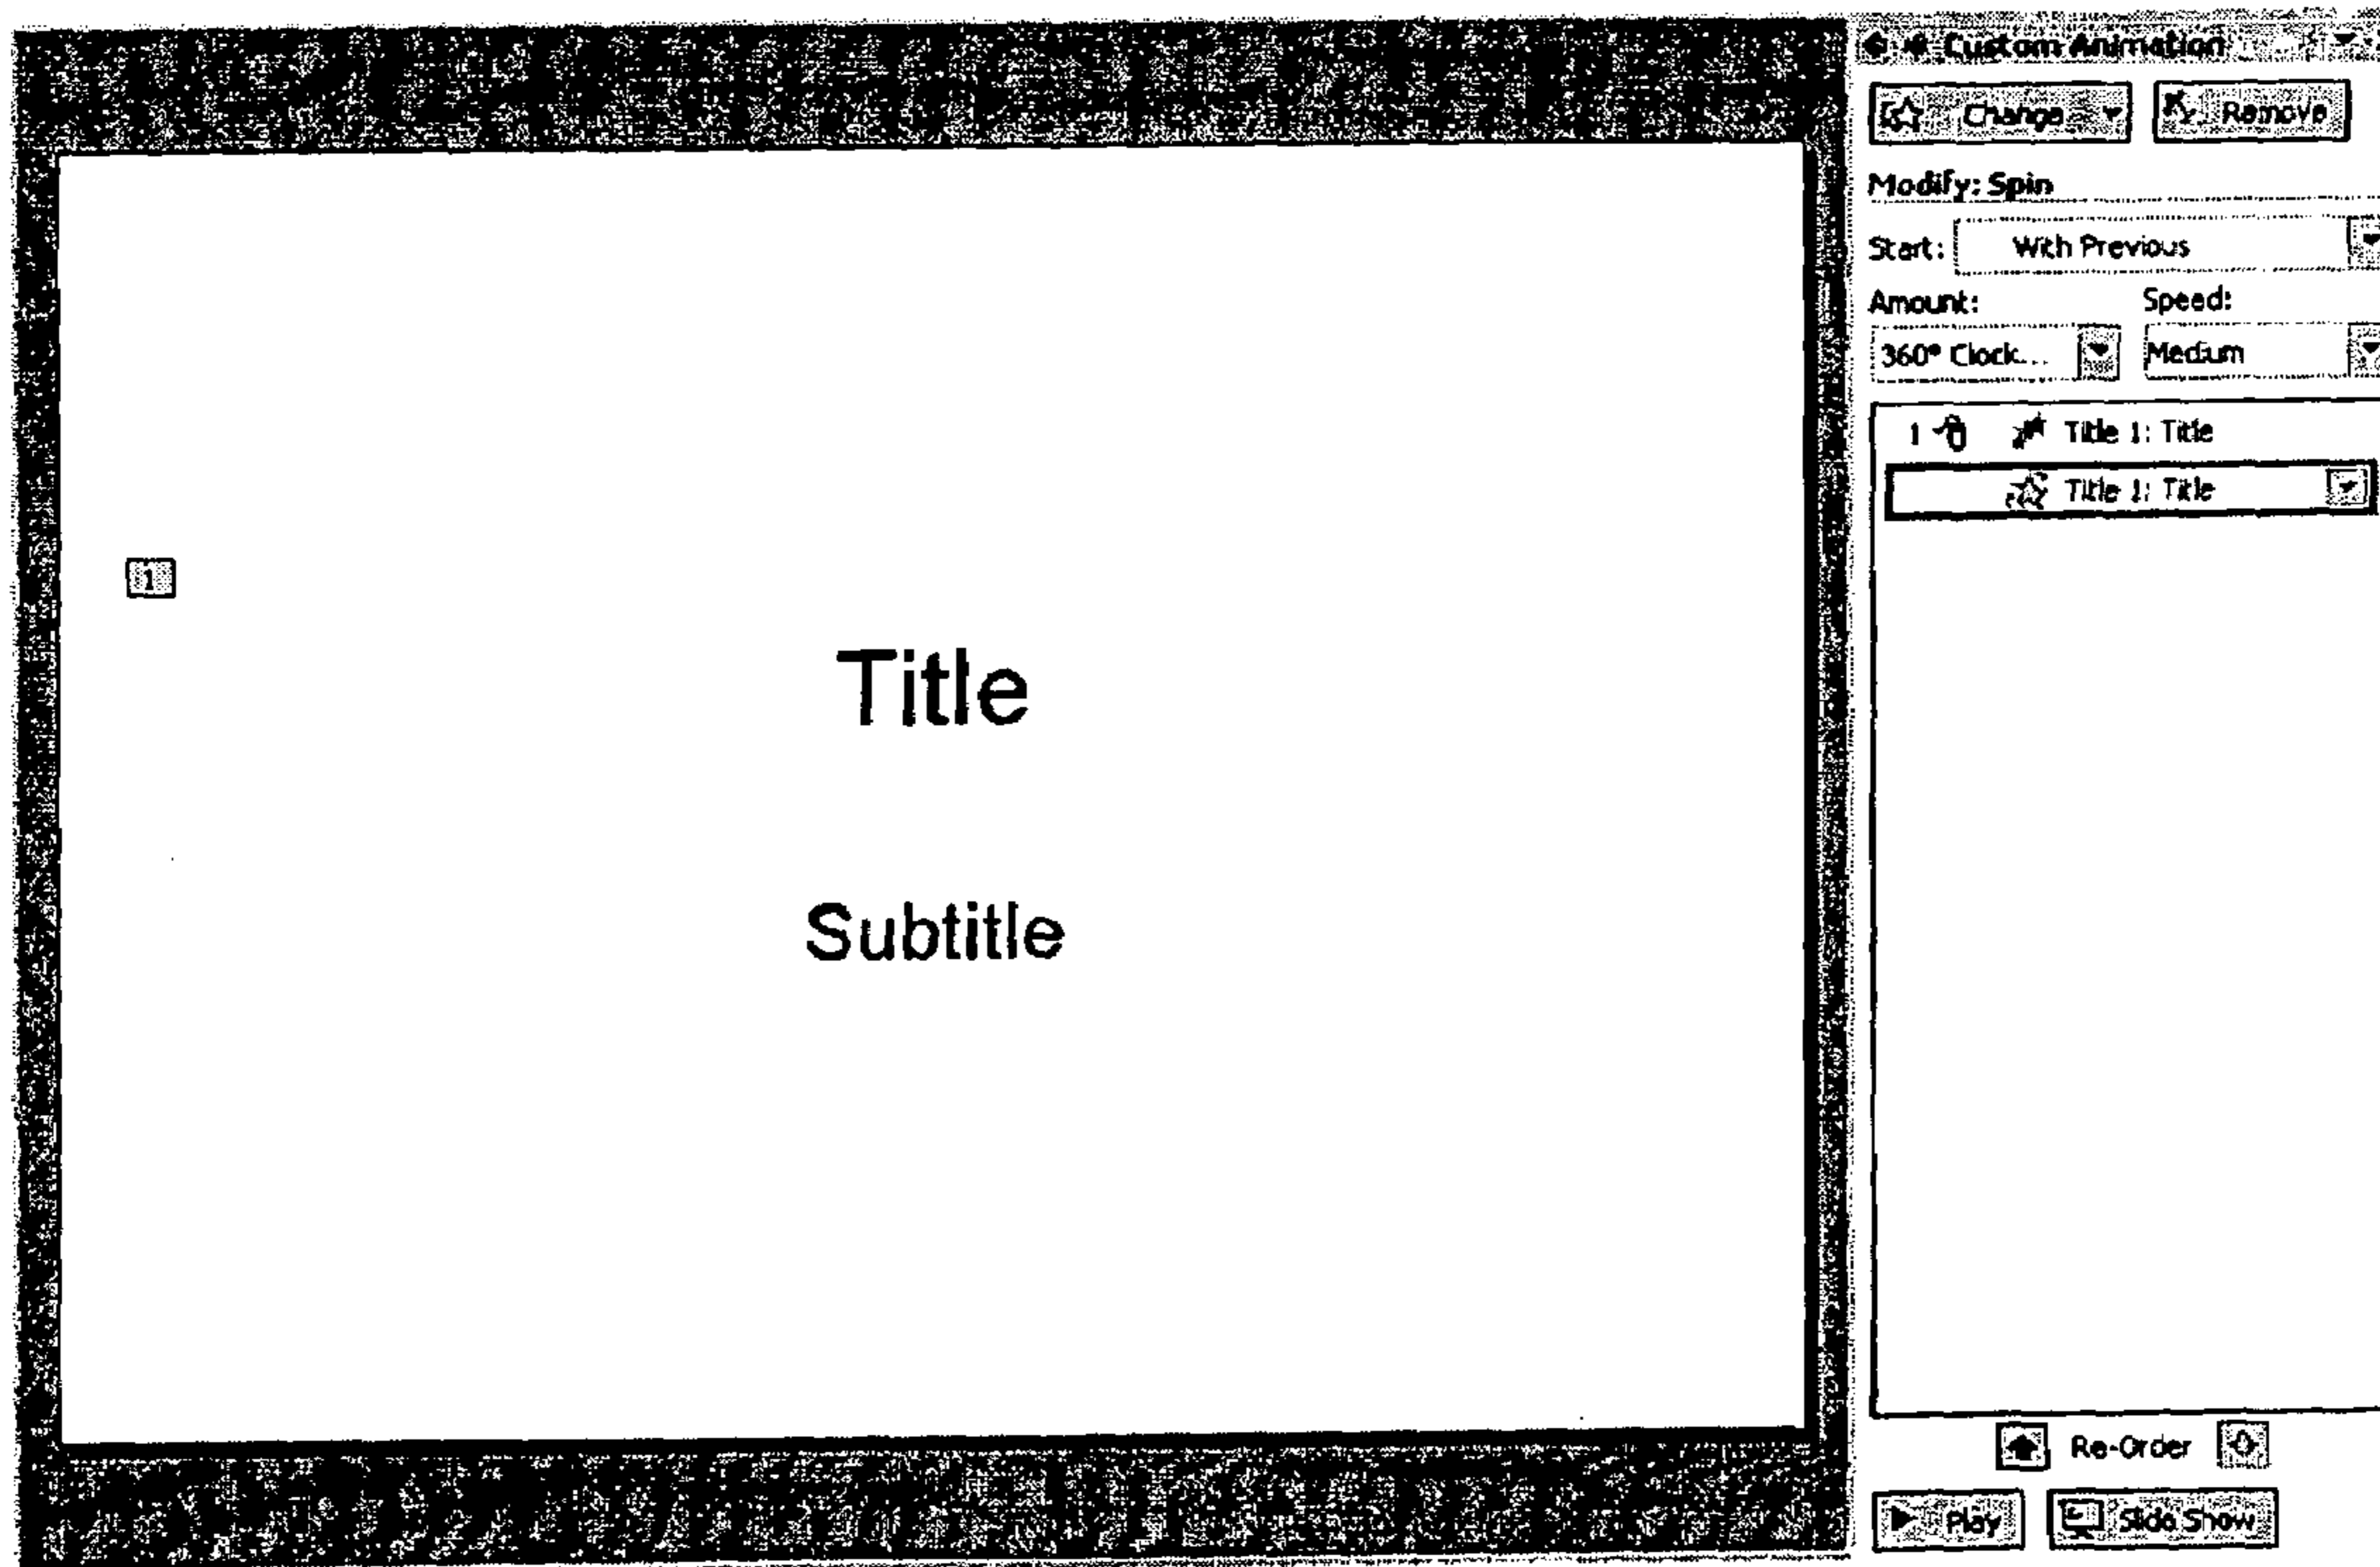 Custom Animation
Change Remove
Modify: Spin
Start: With Previous
Amount: Speed:
360° Clock... Medium
1 Title 1: Title
Title 1: Title
1
Title
Subtitle
Re-Order
Play Slide Show